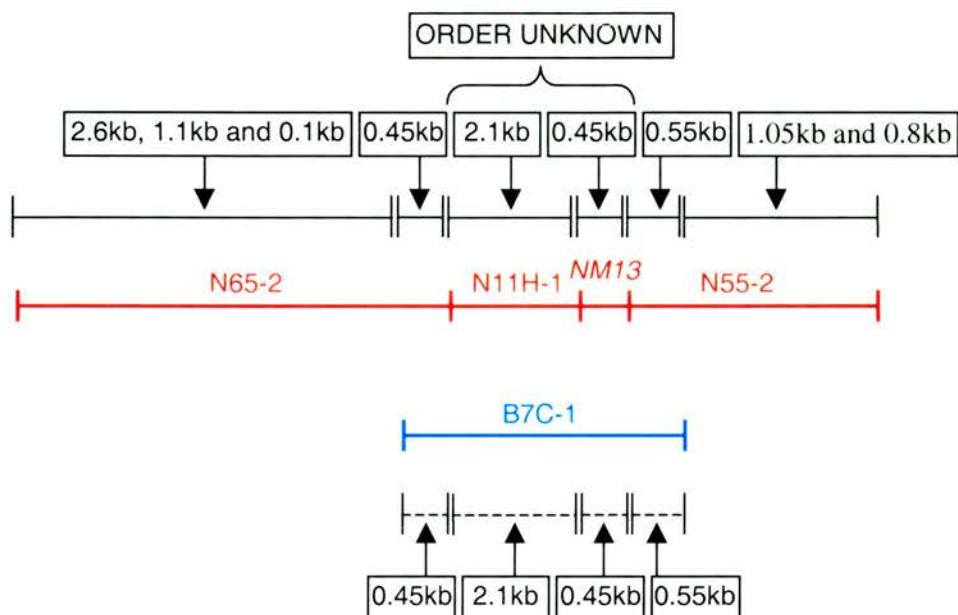 ORDER UNKNOWN
2.6kb, 1.1kb and 0.1kb 0.45kb 2.1kb 0.45kb 0.55kb 1.05kb and 0.8kb
N65-2 N11H-1 NM13 N55-2
B7C-1
0.45kb 2.1kb 0.45kb 0.55kb